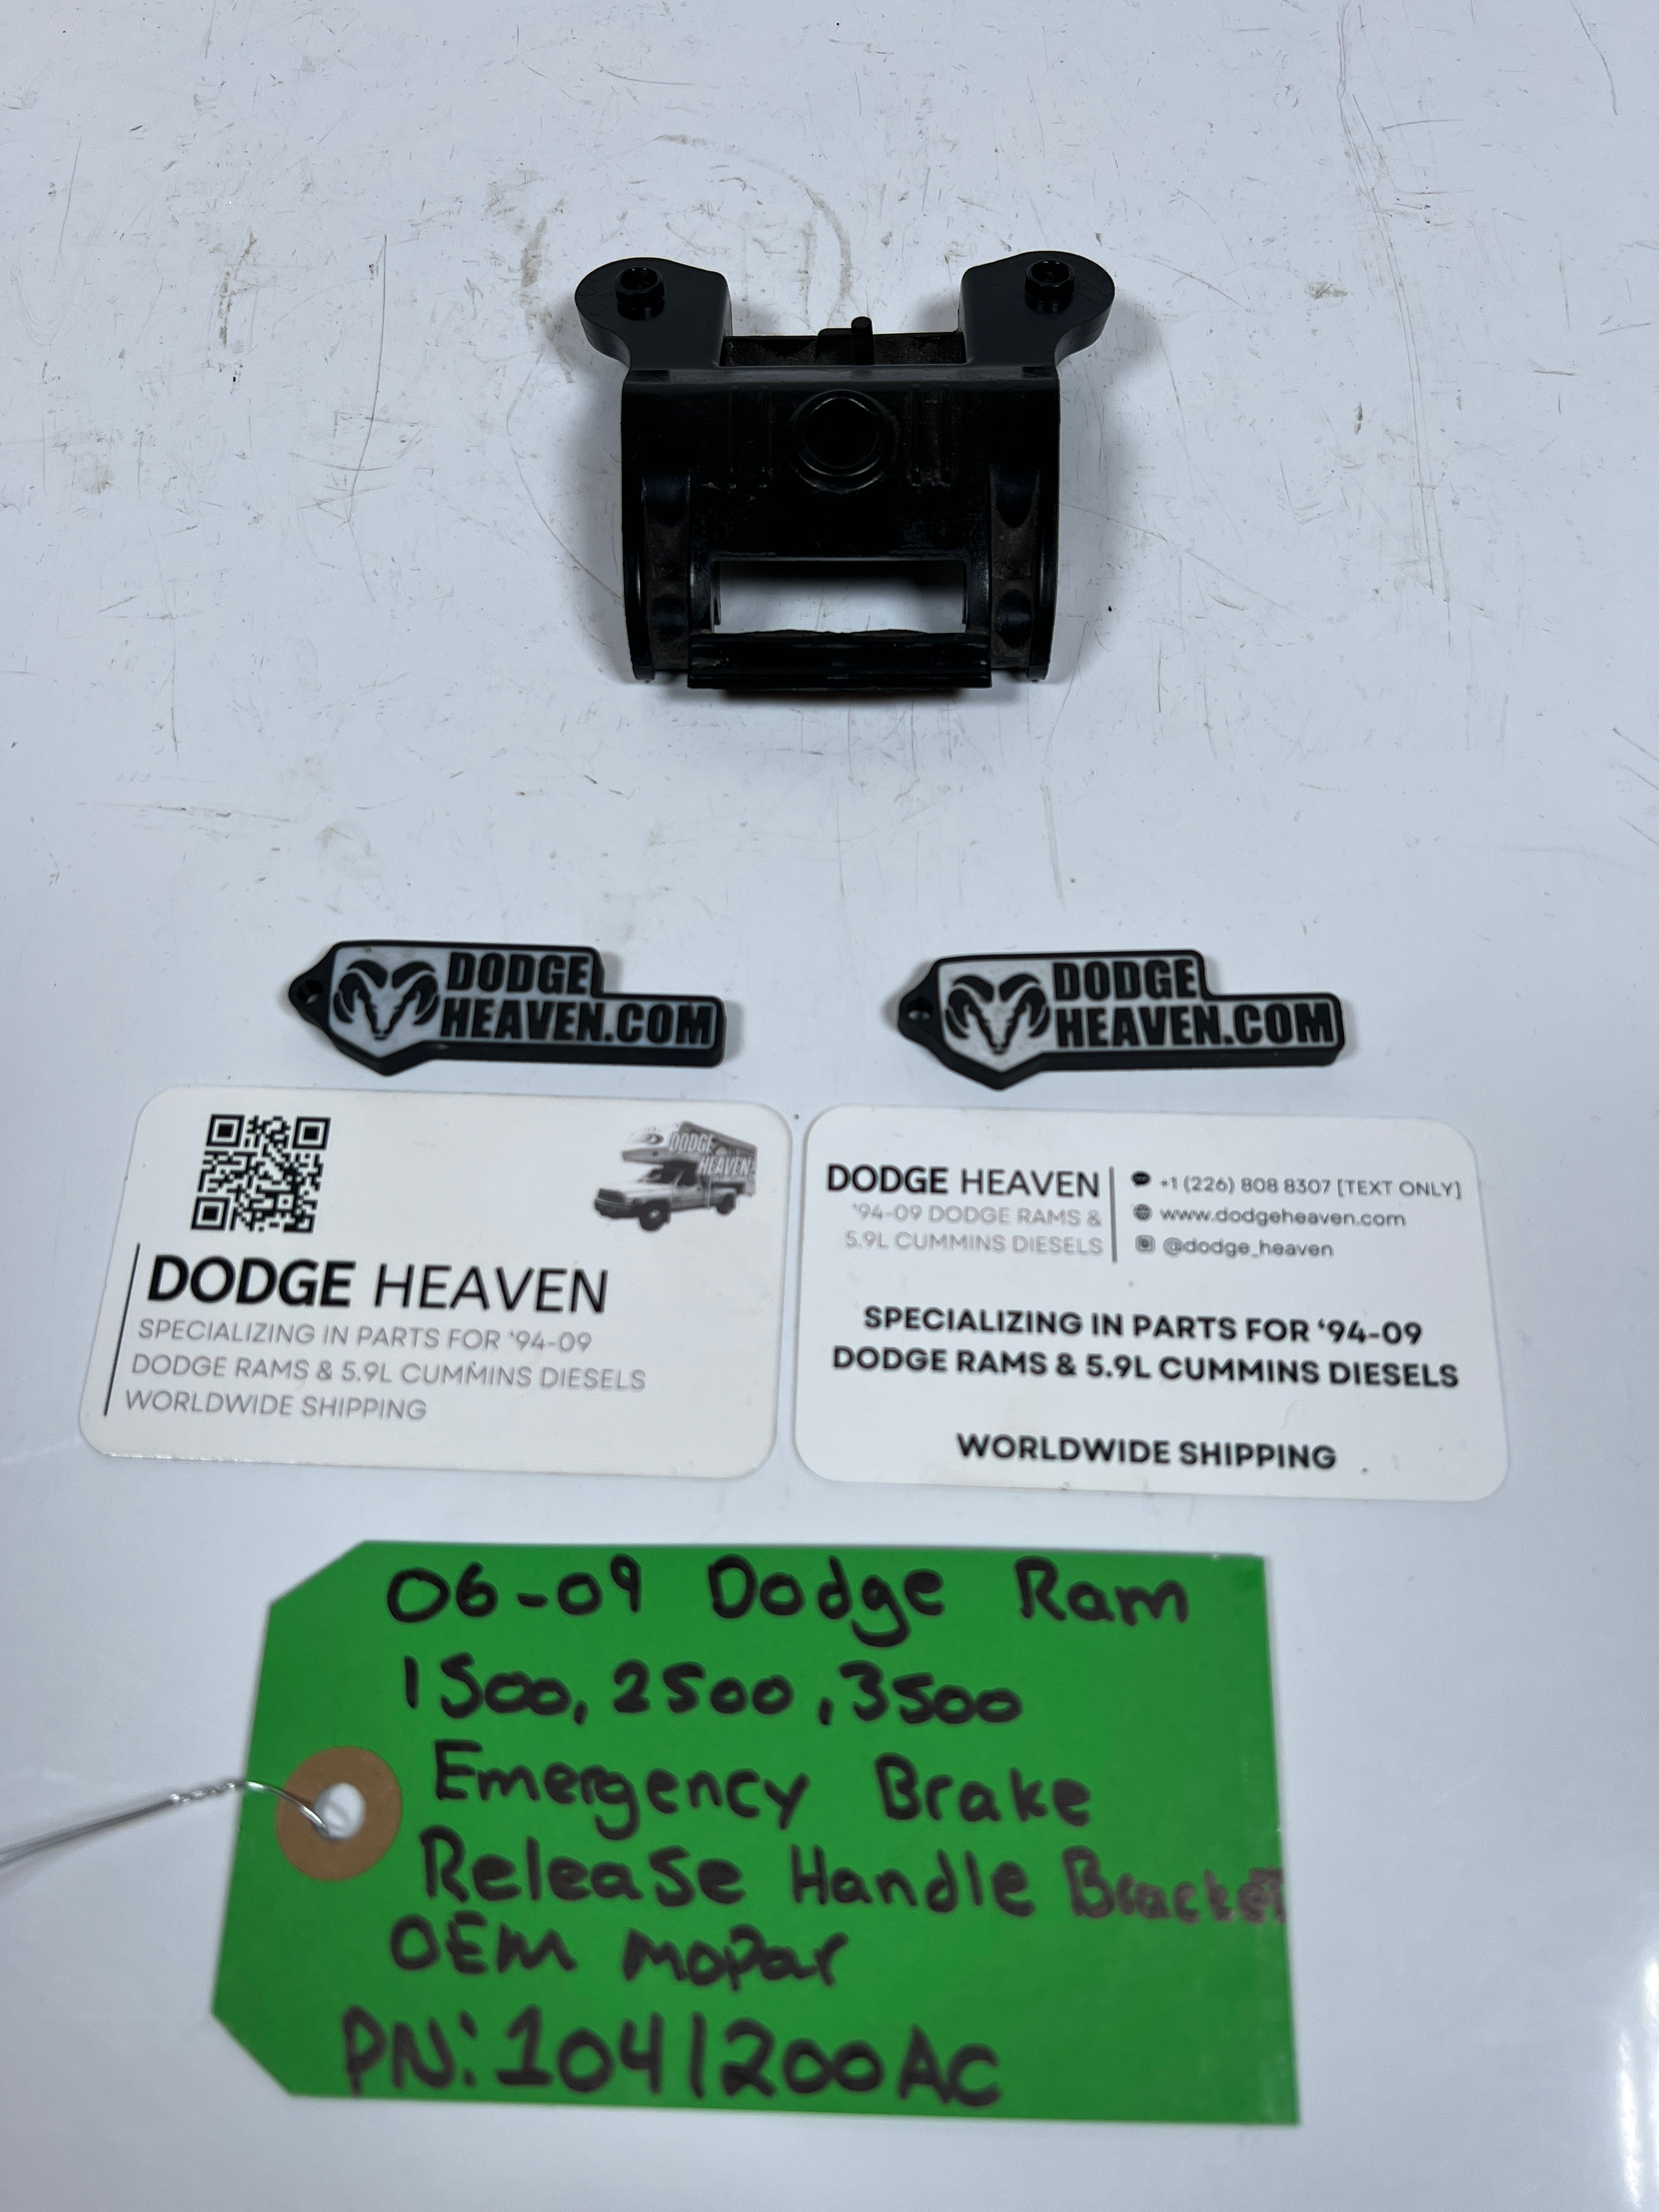 DODGE
HEAVEN.COM
DODGE
HEAVEN.COM
DODGE
HEAVEN
DODGE HEAVEN
SPECIALIZING IN PARTS FOR ‘94-09
DODGE RAMS & 5.9L CUMMINS DIESELS
WORLDWIDE SHIPPING
DODGE HEAVEN
‘94-09 DODGE RAMS &
5.9L CUMMINS DIESELS
+1 (226) 808 8307 [TEXT ONLY]
www.dodgeheaven.com
@dodge_heaven
SPECIALIZING IN PARTS FOR ‘94-09
DODGE RAMS & 5.9L CUMMINS DIESELS
WORLDWIDE SHIPPING
06-09 Dodge Ram
1500, 2500, 3500
Emergency Brake
Release Handle Bracket
OEM mopar
PN: 1041200AC